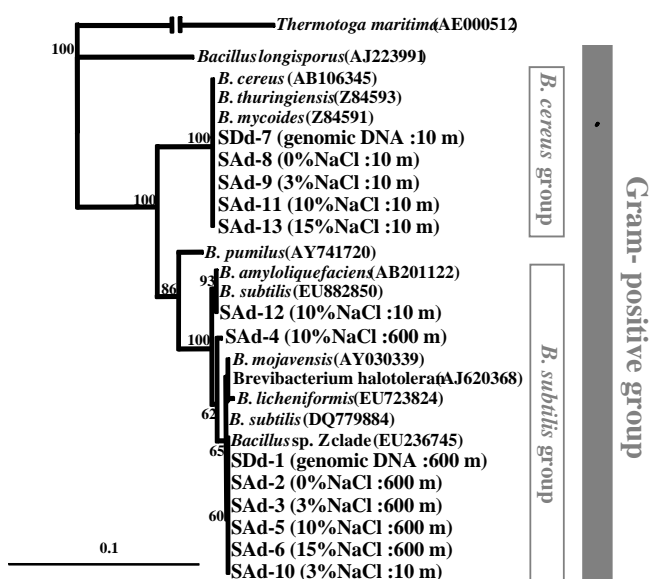 Thermotoga maritima(AE000512)
100
Bacillus longisporus(AJ223991)
B. cereus (AB106345)
B. thuringiensis (Z84593)
B. mycoides (Z84591)
100
SDd-7 (genomic DNA :10 m)
SAd-8 (0%NaCl :10 m)
SAd-9 (3%NaCl :10 m)
100
SAd-11 (10%NaCl :10 m)
SAd-13 (15%NaCl :10 m)
B. cereus group
B. pumilus (AY741720)
B. amyloliquefaciens(AB201122)
93
86
B. subtilis (EU882850)
SAd-12 (10%NaCl :10 m)
100
SAd-4 (10%NaCl :600 m)
B. mojavensis (AY030339)
Brevibacterium halotoleran(AJ620368)
B. licheniformis (EU723824)
62
B. subtilis (DQ779884)
Bacillus sp. Zclade (EU236745)
65
SDd-1 (genomic DNA :600 m)
SAd-2 (0%NaCl :600 m)
SAd-3 (3%NaCl :600 m)
60
SAd-5 (10%NaCl :600 m)
SAd-6 (15%NaCl :600 m)
SAd-10 (3%NaCl :10 m)
B. subtilis group
Gram- positive group
0.1